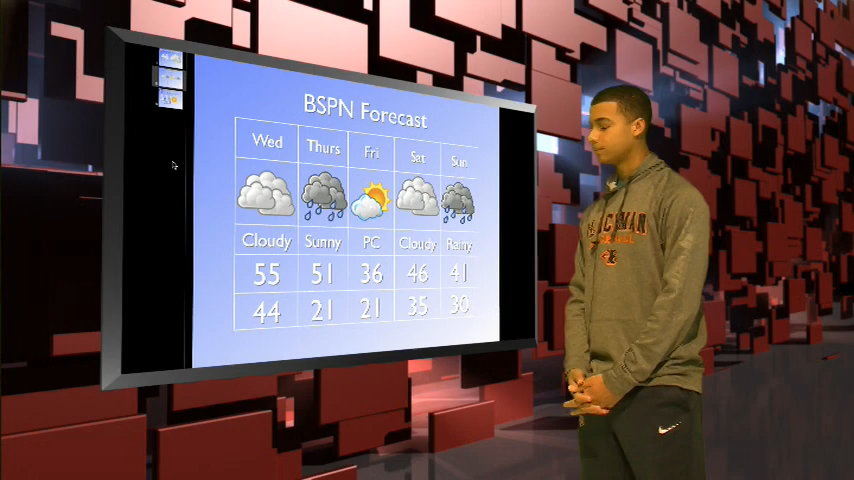 BSPN Forecast
Wed Thurs Fri Sat Sun
Cloudy Sunny PC Cloudy Rainy
55 51 36 46 41
44 21 21 35 30